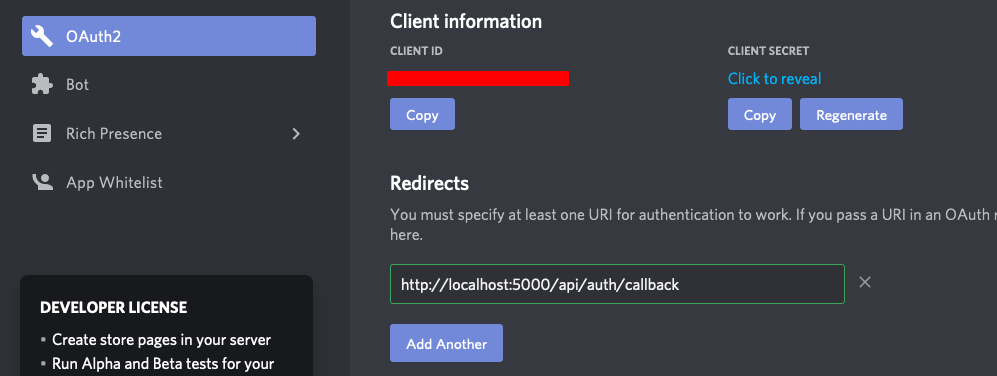 OAuth2
Bot
Rich Presence
App Whitelist
DEVELOPER LICENSE
• Create store pages in your server
• Run Alpha and Beta tests for your
Client information
CLIENT ID
Copy
CLIENT SECRET
Click to reveal
Copy Regenerate
Redirects
You must specify at least one URI for authentication to work. If you pass a URI in an OAuth
here.
http://localhost:5000/api/auth/callback
Add Another